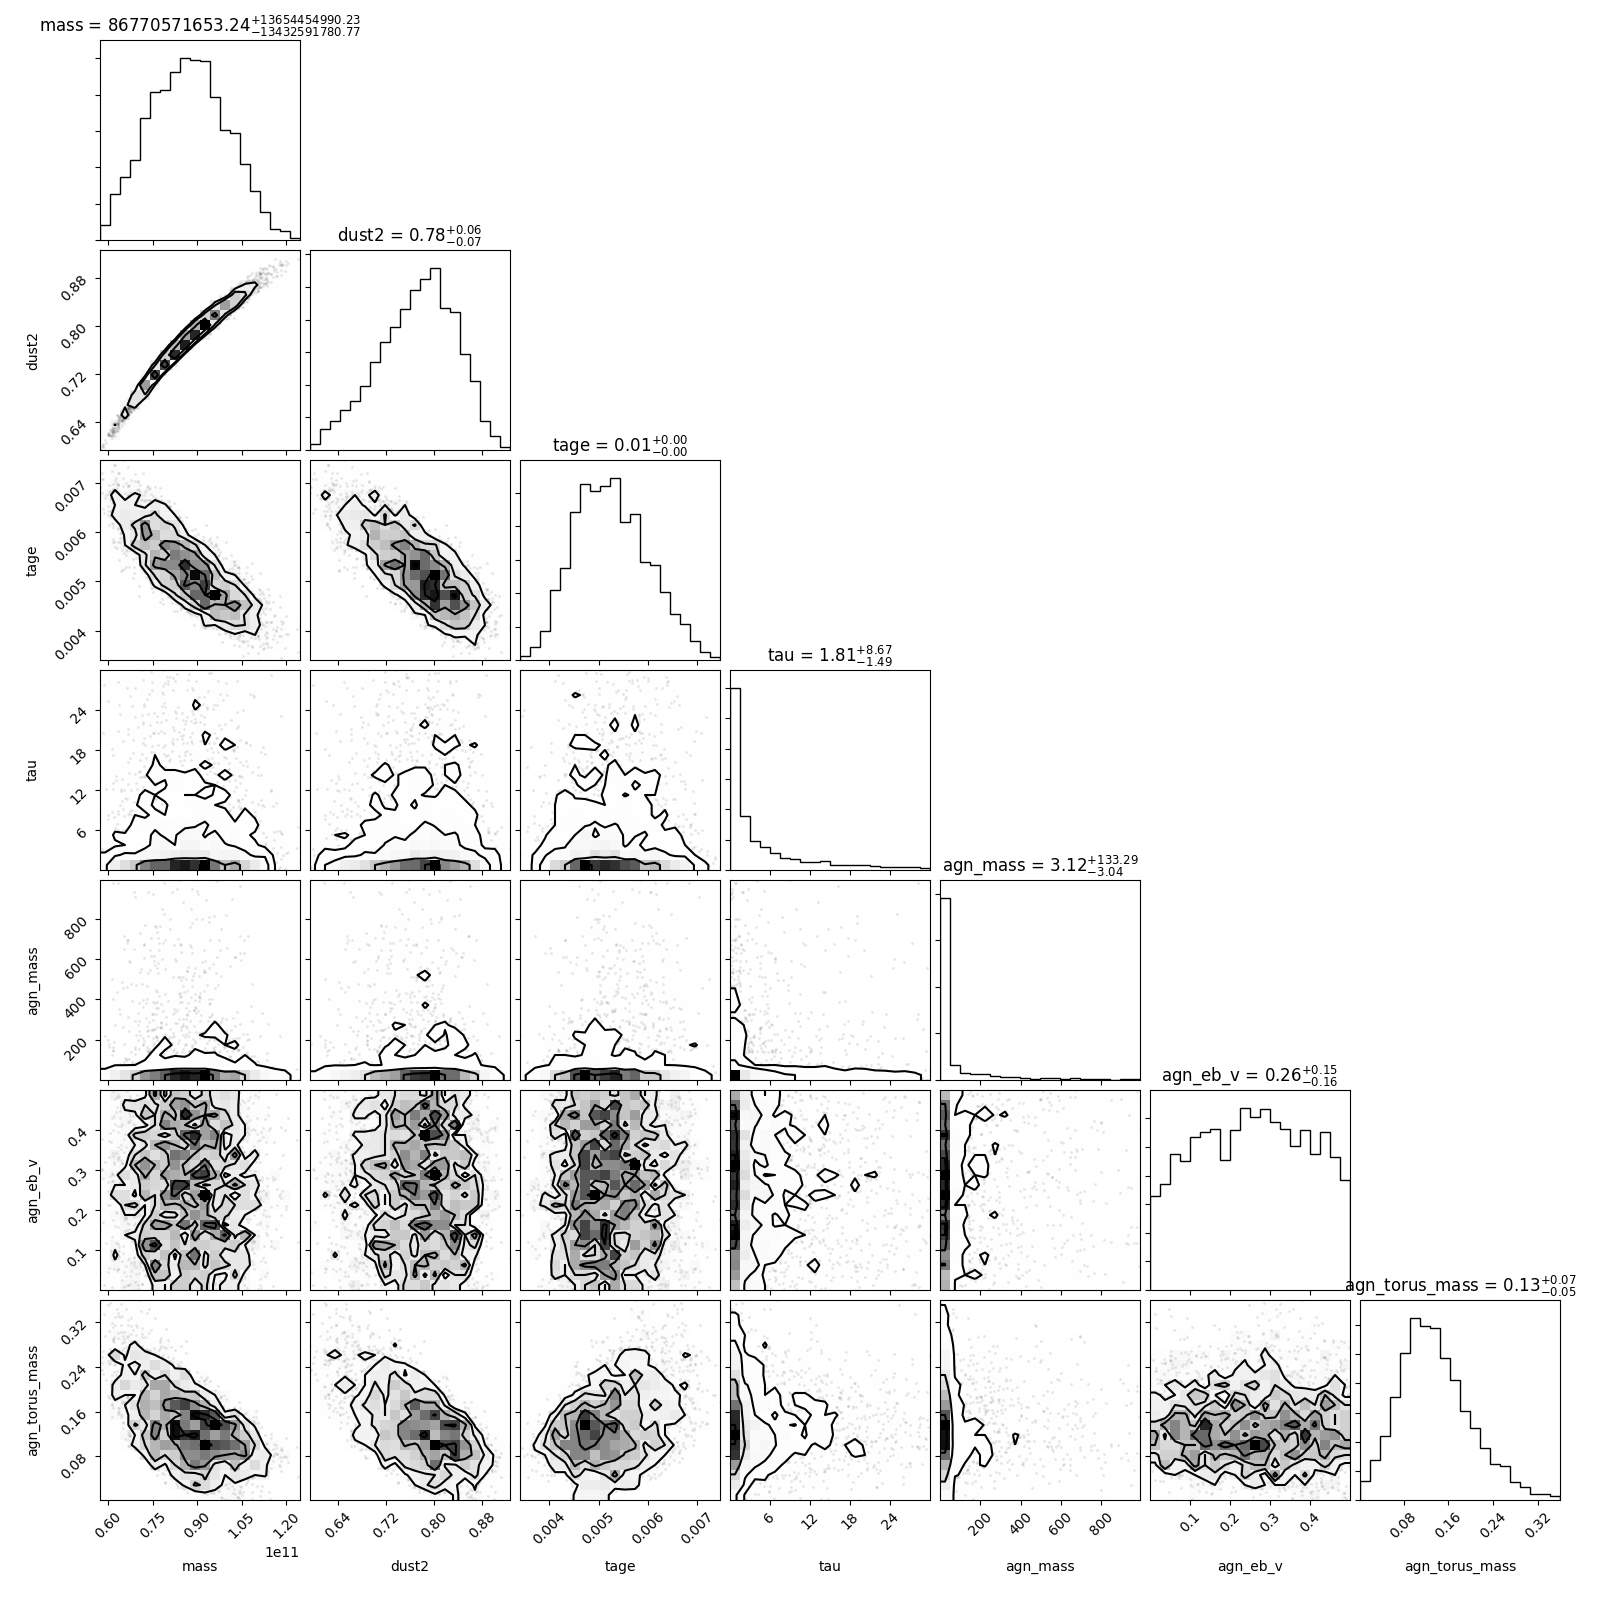 mass = 86770571653.24 +13654454990.23 −13432591780.77
dust2 = 0.78 +0.06 −0.07
0.88
0.80
0.72
0.64
dust2
tage = 0.01 +0.00 −0.00
0.007
0.006
0.005
0.004
tage
tau = 1.81 +8.67 −1.49
24
18
12
6
tau
agn_mass = 3.12 +133.29 −3.04
800
600
400
200
agn_mass
agn_eb_v = 0.26 +0.15 −0.16
0.4
0.3
0.2
0.1
agn_eb_v
agn_torus_mass = 0.13 +0.07 −0.05
0.32
0.24
0.16
0.08
agn_torus_mass
0.60 0.75 0.90 1.05 1.20
1e11
mass
0.64 0.72 0.80 0.88
dust2
0.004 0.005 0.006 0.007
tage
6 12 18 24
tau
200 400 600 800
agn_mass
0.1 0.2 0.3 0.4
agn_eb_v
0.08 0.16 0.24 0.32
agn_torus_mass